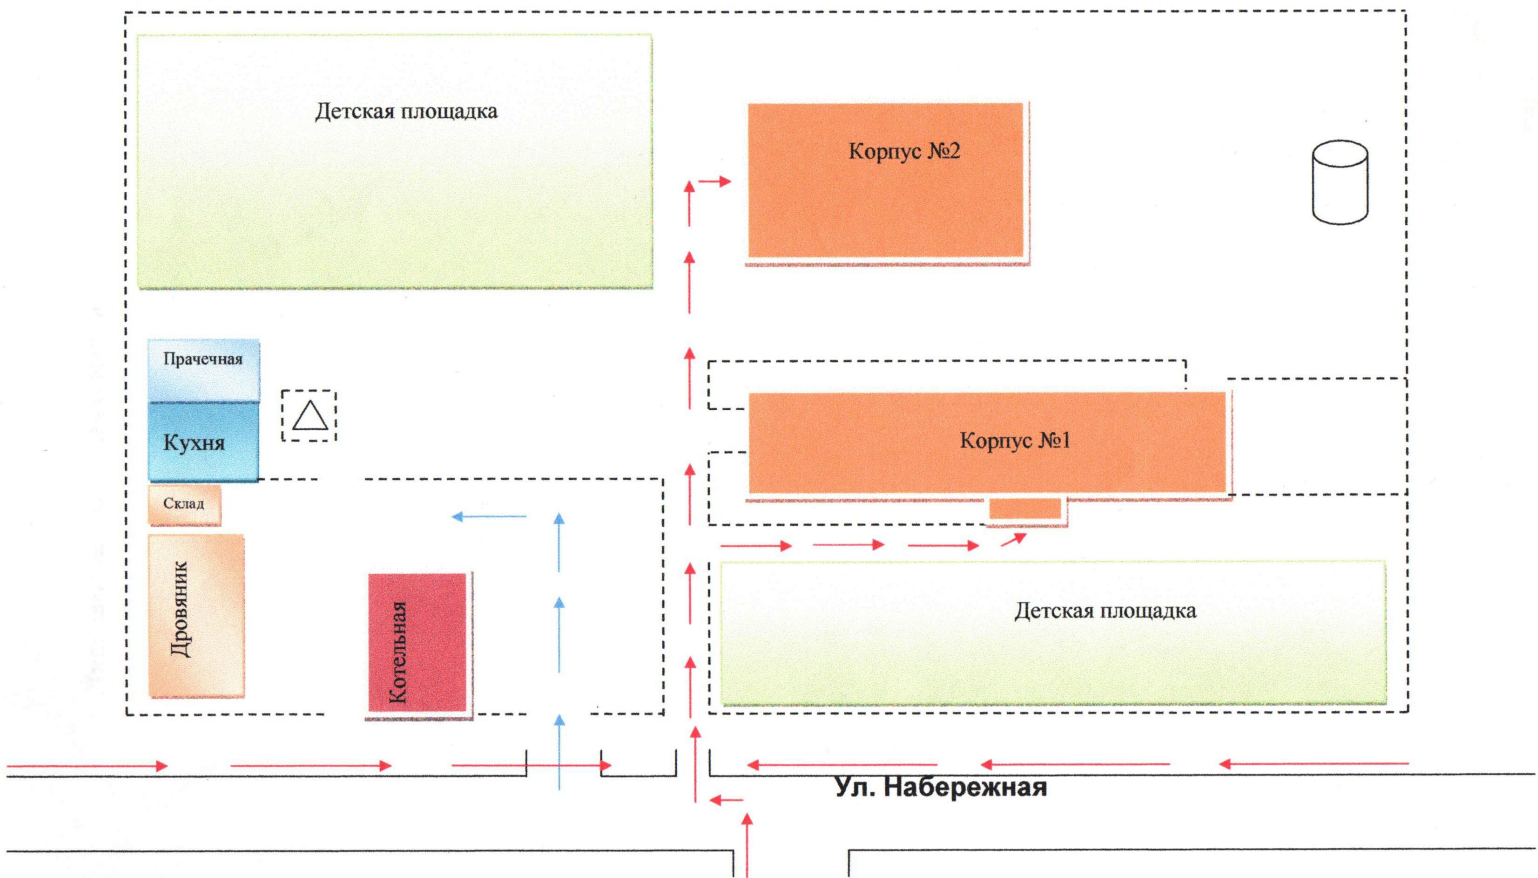 Детская площадка
Корпус №2
Прачечная
Кухня
Корпус №1
Склад
Дровяник
Котельная
Детская площадка
Ул. Набережная